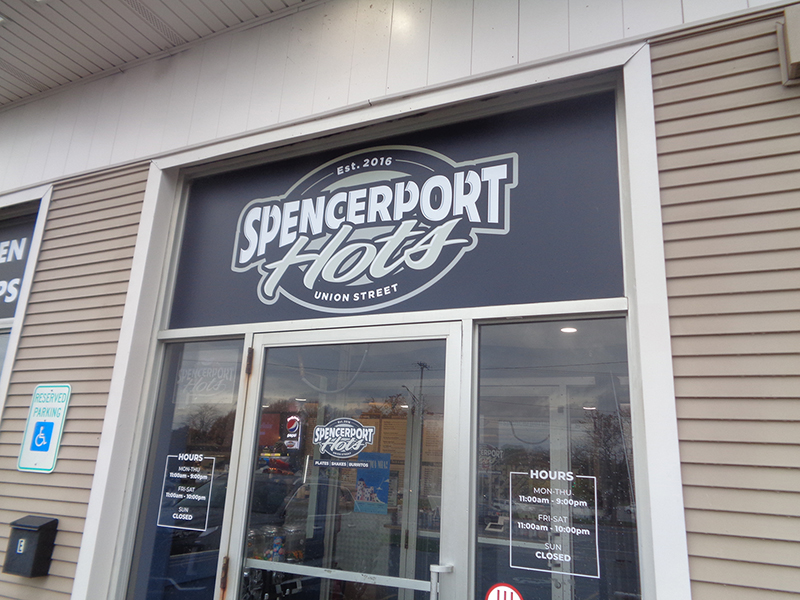 Est. 2016
SPENCERPORT
Hots
UNION STREET
EN
PS
RESERVED
PARKING
HOURS
MON-THU
11:00am - 9:00pm
FRI-SAT
11:00am - 10:00pm
SUN
CLOSED
SPENCERPORT
Hots
PLATES | SHAKES | BURRITOS
pepsi
HOURS
MON-THU
11:00am - 9:00pm
FRI-SAT
11:00am - 10:00pm
SUN
CLOSED
E